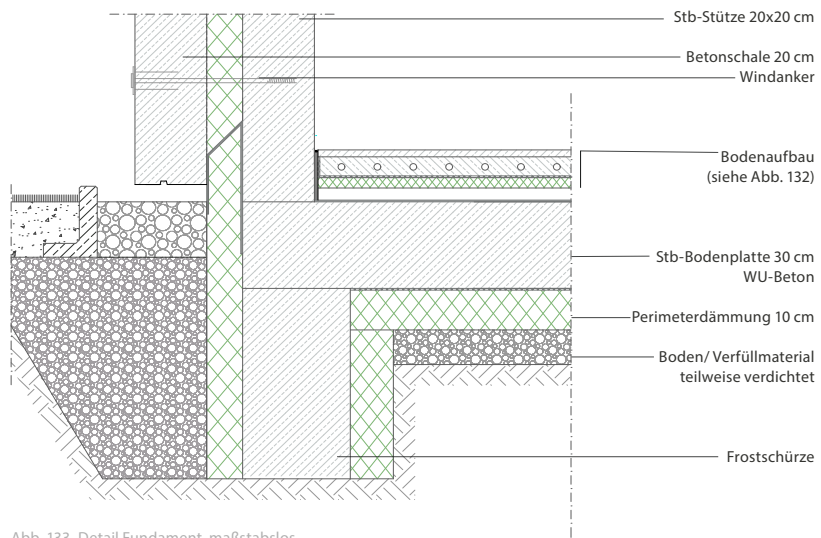 Stb-Stütze 20x20 cm
Betonschale 20 cm
Windanker
Bodenaufbau
(siehe Abb. 132)
Stb-Bodenplatte 30 cm
WU-Beton
Perimeterdämmung 10 cm
Boden/ Verfüllmaterial
teilweise verdichtet
Frostschürze
Abb. 133 Detail Fundament, maßstabslos